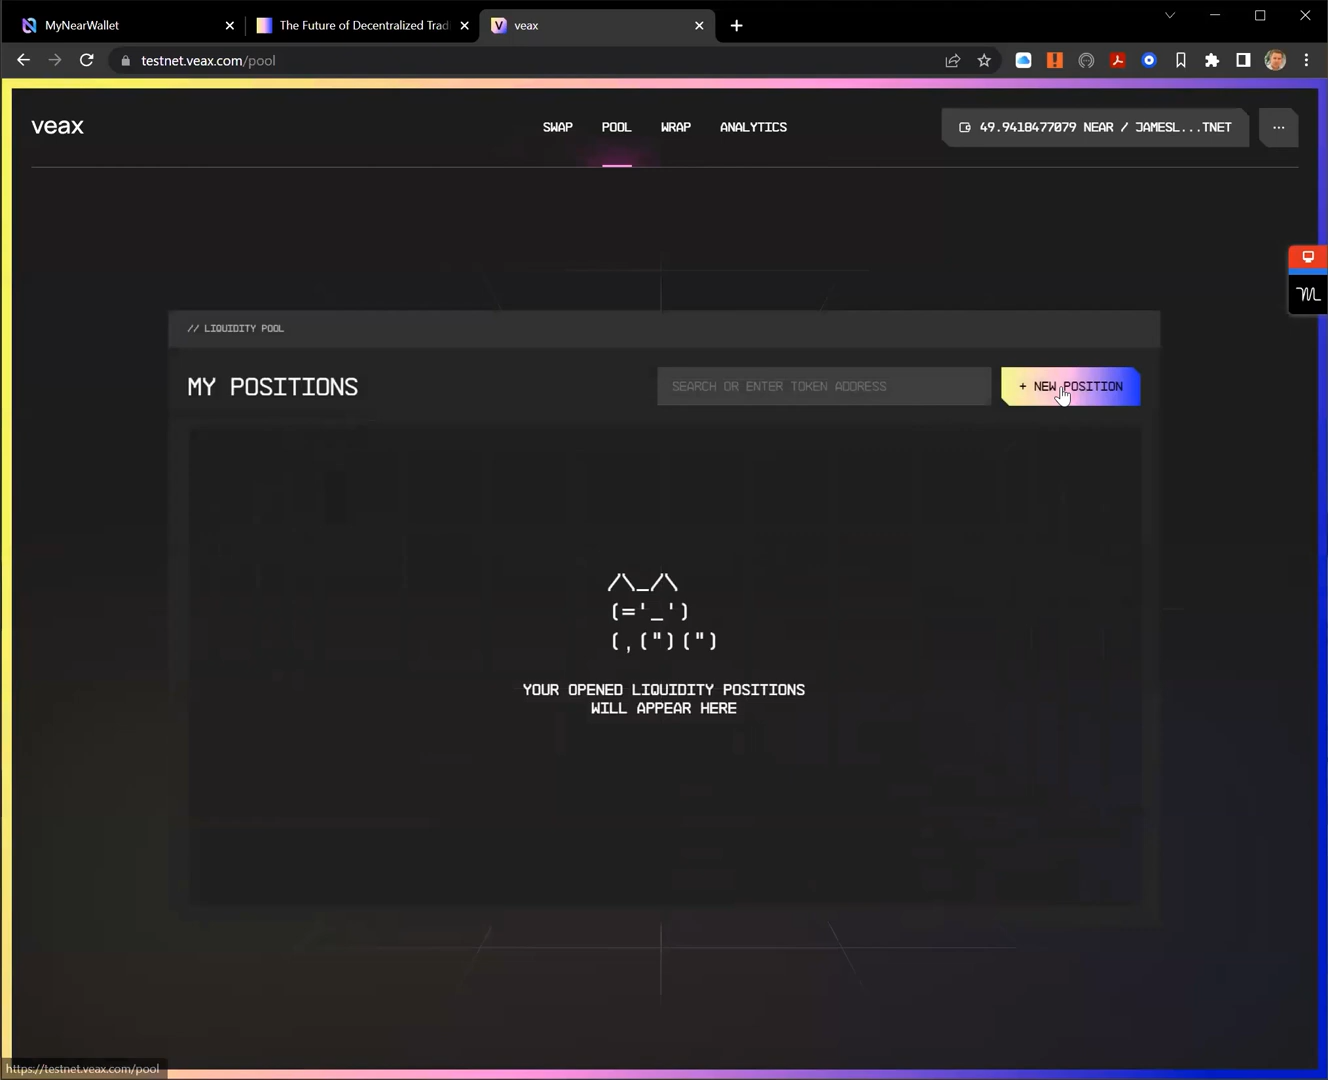 MyNearWallet
The Future of Decentralized Trad
veax
testnet.veax.com/pool
veax
SWAP
POOL
WRAP
ANALYTICS
49.9418477079 NEAR / JAMESL...TNET
...
// LIQUIDITY POOL
MY POSITIONS
SEARCH OR ENTER TOKEN ADDRESS
+ NEW POSITION
/\_/\
(='_')
(,(")(")
YOUR OPENED LIQUIDITY POSITIONS
WILL APPEAR HERE
https://testnet.veax.com/pool